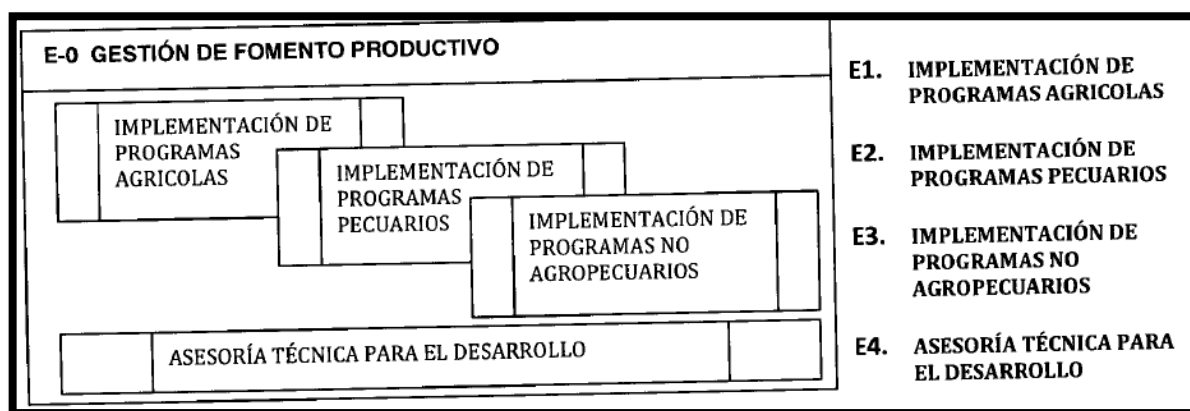 E-0 GESTIÓN DE FOMENTO PRODUCTIVO
IMPLEMENTACIÓN DE
PROGRAMAS
AGRICOLAS
IMPLEMENTACIÓN DE
PROGRAMAS
PECUARIOS
IMPLEMENTACIÓN DE
PROGRAMAS NO
AGROPECUARIOS
ASESORÍA TÉCNICA PARA EL DESARROLLO
E1. IMPLEMENTACIÓN DE
PROGRAMAS AGRICOLAS
E2. IMPLEMENTACIÓN DE
PROGRAMAS PECUARIOS
E3. IMPLEMENTACIÓN DE
PROGRAMAS NO
AGROPECUARIOS
E4. ASESORÍA TÉCNICA PARA
EL DESARROLLO